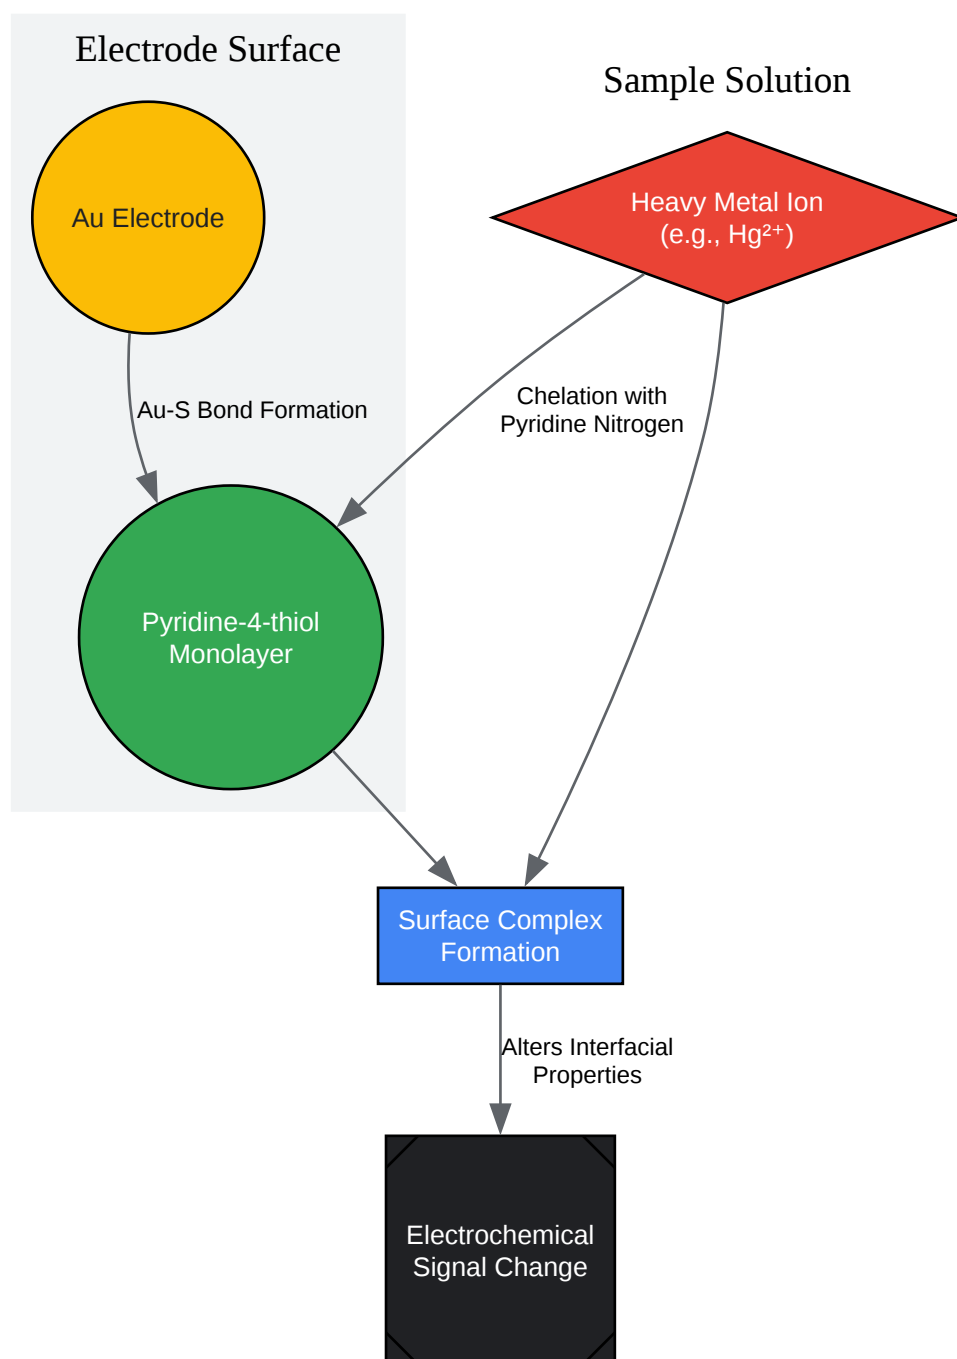 Electrode Surface
Sample Solution
Au Electrode
Heavy Metal Ion
(e.g., Hg²⁺)
Au-S Bond Formation
Chelation with
Pyridine Nitrogen
Pyridine-4-thiol
Monolayer
Surface Complex
Formation
Alters Interfacial
Properties
Electrochemical
Signal Change